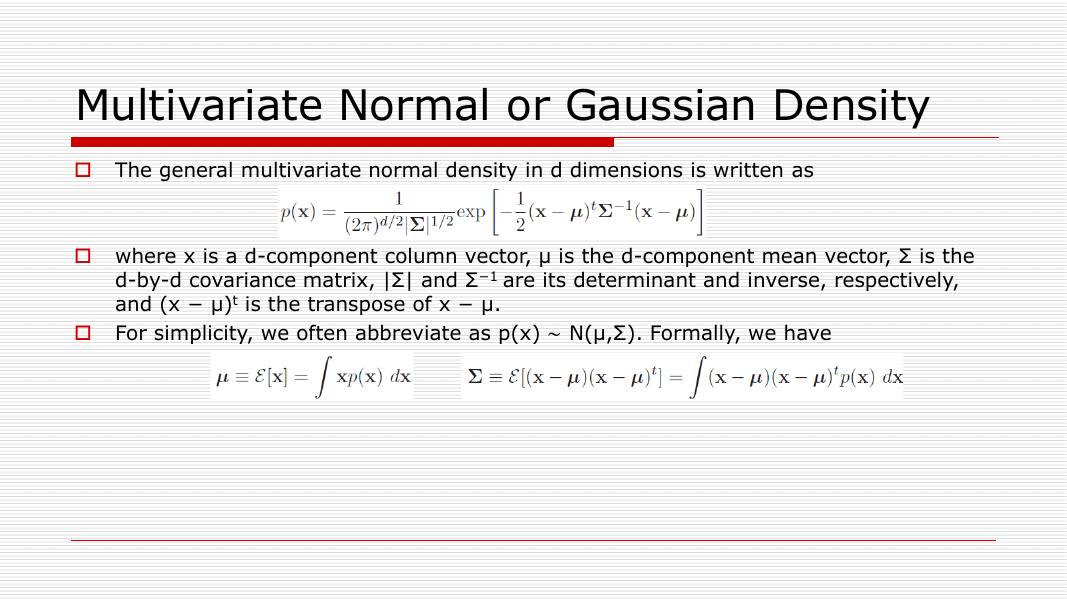 Multivariate Normal or Gaussian Density
The general multivariate normal density in d dimensions is written as
p(x) = 1/((2π)^{d/2}|Σ|^{1/2}) exp [−1/2(x − μ)^t Σ^{−1}(x − μ)]
where x is a d-component column vector, μ is the d-component mean vector, Σ is the
d-by-d covariance matrix, |Σ| and Σ⁻¹ are its determinant and inverse, respectively,
and (x − μ)ᵗ is the transpose of x − μ.
For simplicity, we often abbreviate as p(x) ~ N(μ,Σ). Formally, we have
μ ≡ ℰ[x] = ∫ xp(x) dx Σ ≡ ℰ[(x − μ)(x − μ)^t] = ∫(x − μ)(x − μ)^t p(x) dx